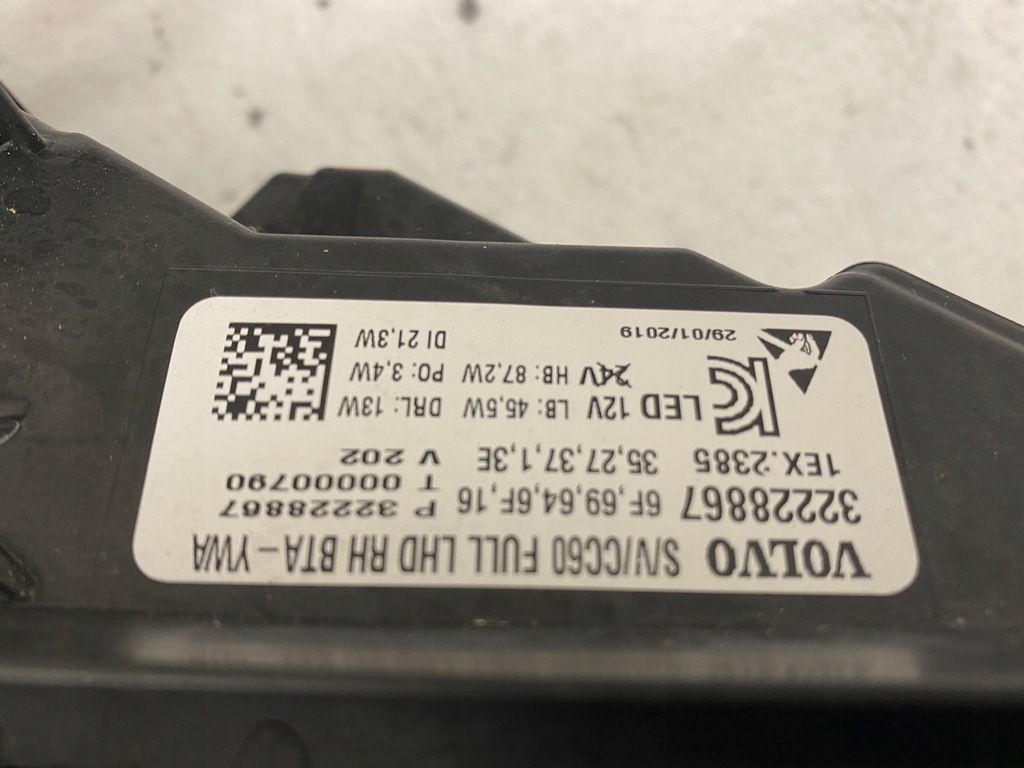 VOLVO S/V/CC60 FULL LHD RH BTA-YWA
32228867 6F,69,64,6F,16 P 32228867
1EX.2385 35,27,37,1,3E T 00000790
V 202
LED 12V LB: 45,5W DRL: 13W
24V HB: 87,2W PO: 3,4W
29/01/2019 DI 21,3W